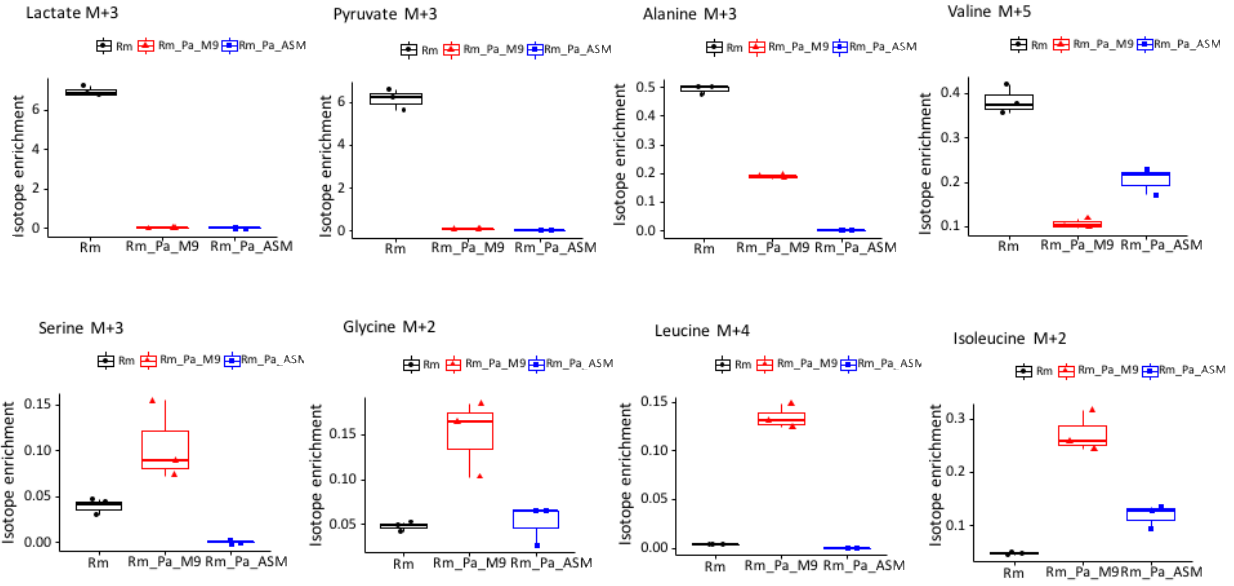 Lactate M+3
Rm Rm_Pa_M9 Rm_Pa_ASM
Isotope enrichment
6
4
2
0
Rm Rm_Pa_M9 Rm_Pa_ASM
Pyruvate M+3
Rm Rm_Pa_M9 Rm_Pa_ASM
Isotope enrichment
6
4
2
0
Rm Rm_Pa_M9 Rm_Pa_ASM
Alanine M+3
Rm Rm_Pa_M9 Rm_Pa_ASM
Isotope enrichment
0.5
0.4
0.3
0.2
0.1
0.0
Rm Rm_Pa_M9 Rm_Pa_ASM
Valine M+5
Rm Rm_Pa_M9 Rm_Pa_ASM
Isotope enrichment
0.4
0.3
0.2
0.1
Rm Rm_Pa_M9 Rm_Pa_ASM
Serine M+3
Rm Rm_Pa_M9 Rm_Pa_ASM
Isotope enrichment
0.15
0.10
0.05
0.00
Rm Rm_Pa_M9 Rm_Pa_ASM
Glycine M+2
Rm Rm_Pa_M9 Rm_Pa_ASM
Isotope enrichment
0.15
0.10
0.05
Rm Rm_Pa_M9 Rm_Pa_ASM
Leucine M+4
Rm Rm_Pa_M9 Rm_Pa_ASM
Isotope enrichment
0.15
0.10
0.05
0.00
Rm Rm_Pa_M9 Rm_Pa_ASM
Isoleucine M+2
Rm Rm_Pa_M9 Rm_Pa_ASM
Isotope enrichment
0.3
0.2
0.1
Rm Rm_Pa_M9 Rm_Pa_ASM